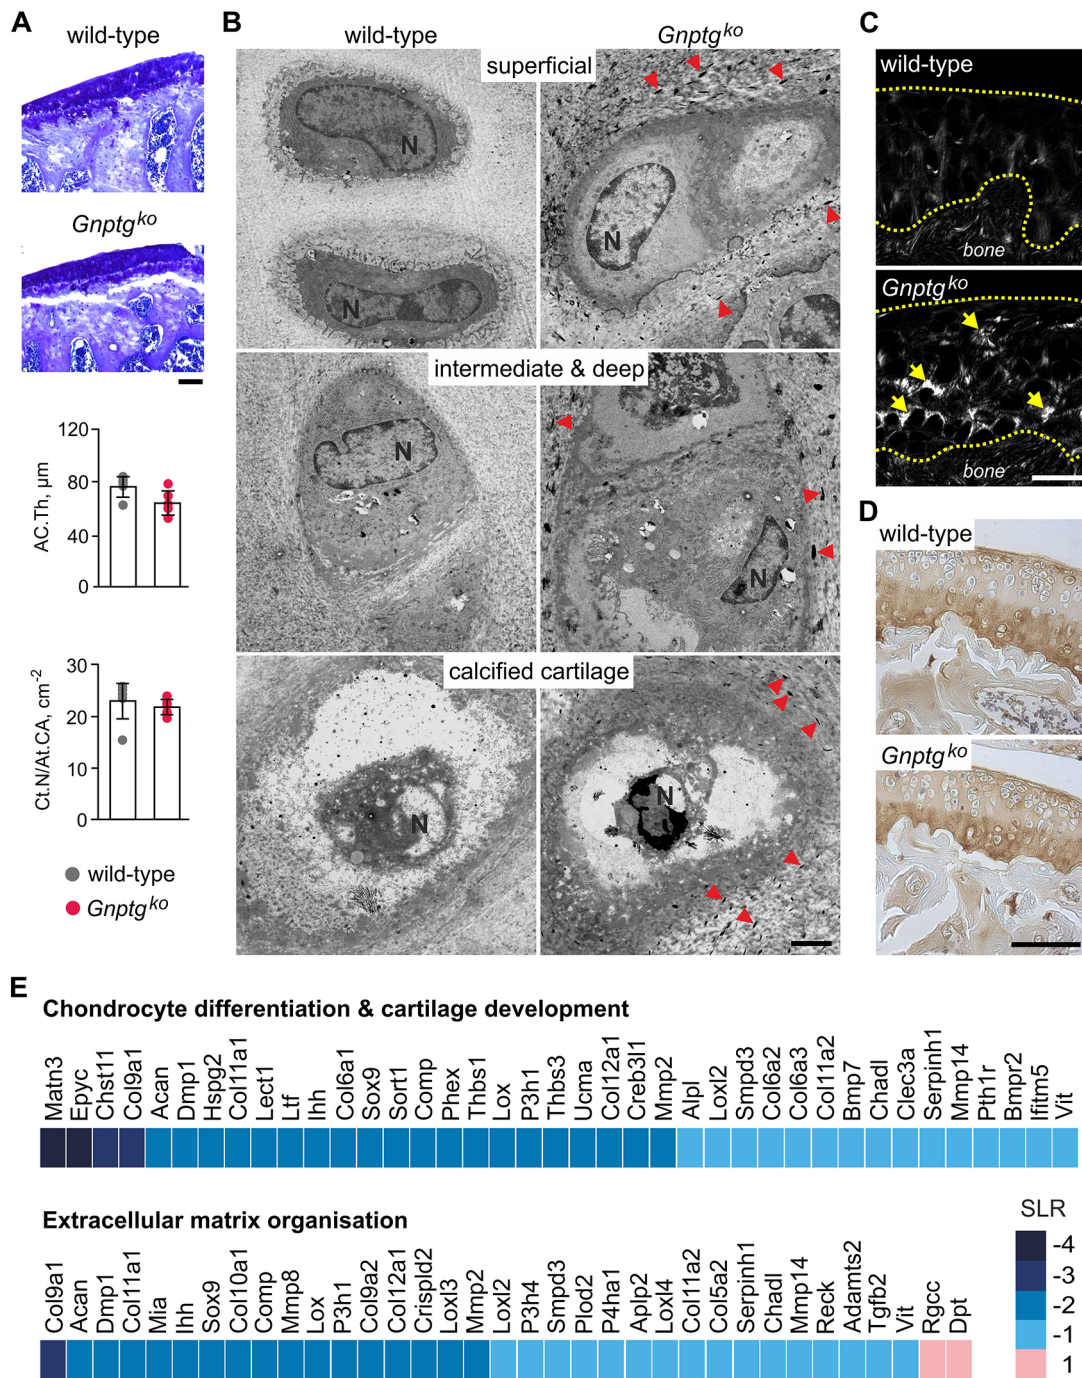 A
wild-type
Gnptg^ko
120
80
40
0
AC.Th, µm
30
20
10
0
Ct.N/At.CA, cm⁻²
wild-type
Gnptg^ko
B
wild-type
Gnptg^ko
superficial
N
N
N
intermediate & deep
N
N
calcified cartilage
N
N
C
wild-type
bone
Gnptg^ko
bone
D
wild-type
Gnptg^ko
E
Chondrocyte differentiation & cartilage development
Matn3 Epyc Chst11 Col9a1 Acan Dmp1 Hspg2 Col11a1 Lect1 Ltf Ihh Col6a1 Sox9 Sort1 Comp Phex Thbs1 Lox P3h1 Thbs3 Ucma Col12a1 Creb3l1 Mmp2 Alpl Loxl2 Smpd3 Col6a2 Col6a3 Col11a2 Bmp7 Chadl Clec3a Serpinh1 Mmp14 Pth1r Bmpr2 Ifitm5 Vit
Extracellular matrix organisation
Col9a1 Acan Dmp1 Col11a1 Mia Ihh Sox9 Col10a1 Comp Mmp8 Lox P3h1 Col9a2 Col12a1 Crispld2 Loxl3 Mmp2 Loxl2 P3h4 Smpd3 Plod2 P4ha1 Aplp2 Loxl4 Col11a2 Col5a2 Serpinh1 Chadl Mmp14 Reck Adamts2 Tgfb2 Vit Rgcc Dpt
SLR
-4
-3
-2
-1
1